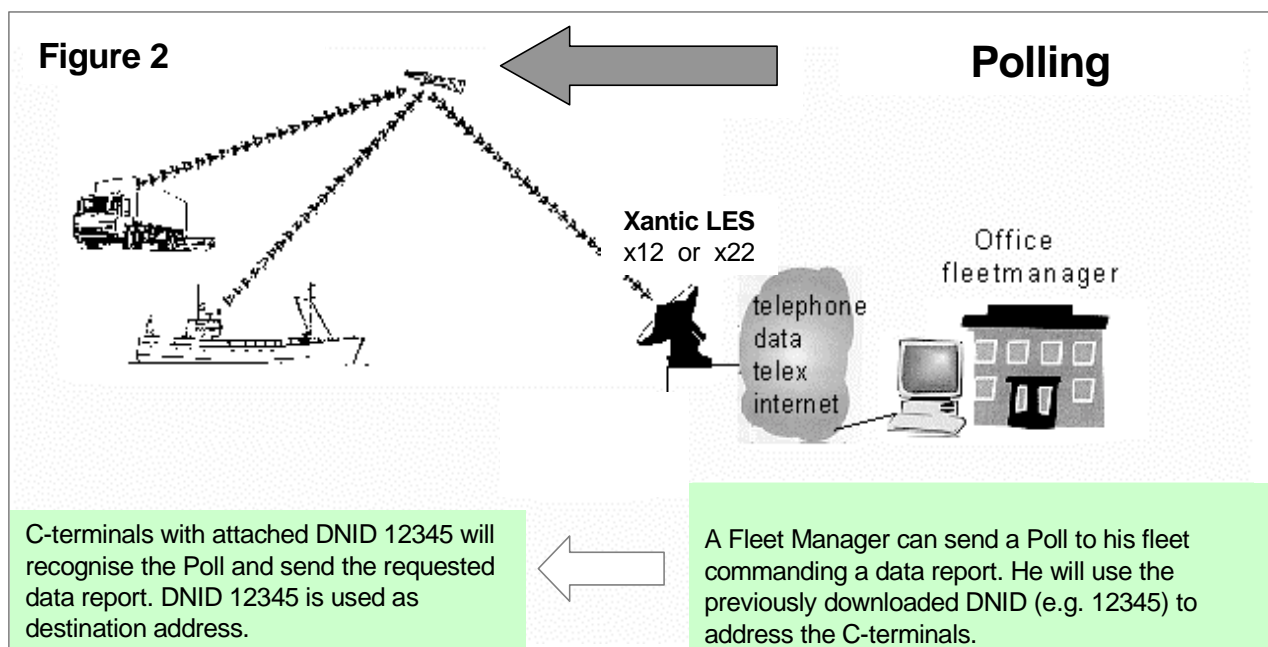 Figure 2
Polling
Xantic LES
x12 or x22
Office
fleetmanager
telephone
data
telex
internet
C-terminals with attached DNID 12345 will
recognise the Poll and send the requested
data report. DNID 12345 is used as
destination address.
A Fleet Manager can send a Poll to his fleet
commanding a data report. He will use the
previously downloaded DNID (e.g. 12345) to
address the C-terminals.